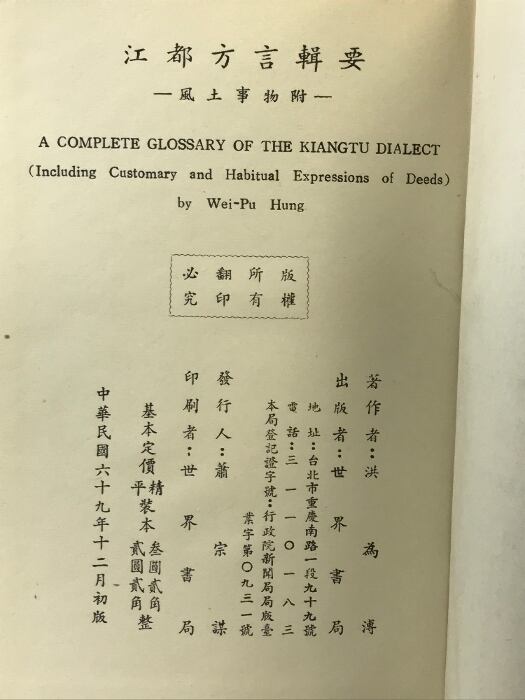 江都方言輯要
—風土事物附—
A COMPLETE GLOSSARY OF THE KIANGTU DIALECT
(Including Customary and Habitual Expressions of Deeds)
by Wei-Pu Hung
版權
所有
翻印
必究
著作者：洪為溥
出版者：世界書局
地址：台北市重慶南路一段九十九號
電話：三一一〇一八三
本局登記證字號：行政院新聞局局版臺
業字第〇九三一號
發行人：蕭宗謀
印刷者：世界書局
基本定價精平裝本叁圓貳角貳圓貳角整
中華民國六十九年十二月初版